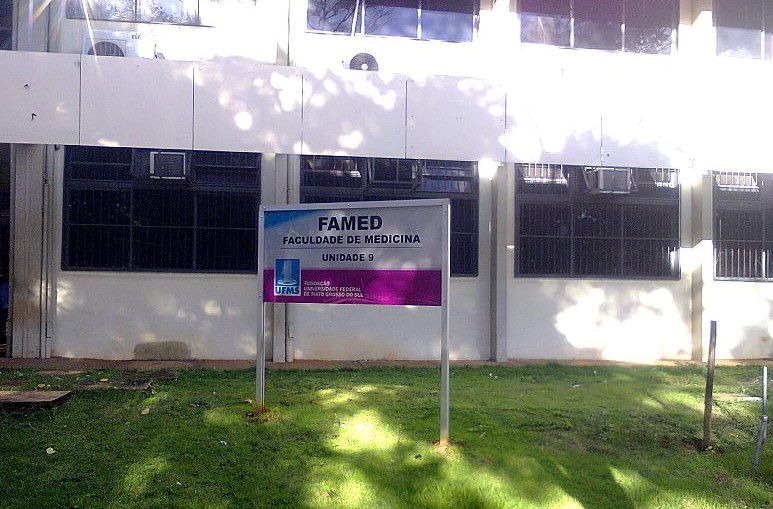 FAMED
FACULDADE DE MEDICINA
UNIDADE 9
UFMS
FUNDAÇÃO
UNIVERSIDADE FEDERAL
DE MATO GROSSO DO SUL